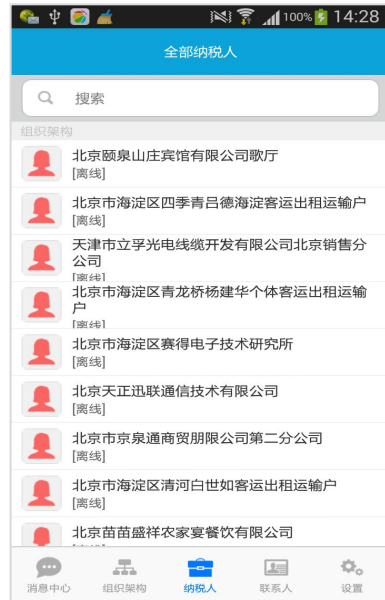 100% 14:28
全部纳税人
搜索
组织架构
北京颐泉山庄宾馆有限公司歌厅
[离线]
北京市海淀区四季青吕德海淀客运出租运输户
[离线]
天津市立孚光电线缆开发有限公司北京销售分
公司
[离线]
北京市海淀区青龙桥杨建华个体客运出租运输
户
[离线]
北京市海淀区赛得电子技术研究所
[离线]
北京天正迅联通信技术有限公司
[离线]
北京市京泉通商贸朋限公司第二分公司
[离线]
北京市海淀区清河白世如客运出租运输户
[离线]
北京苗苗盛祥农家宴餐饮有限公司
消息中心 组织架构 纳税人 联系人 设置